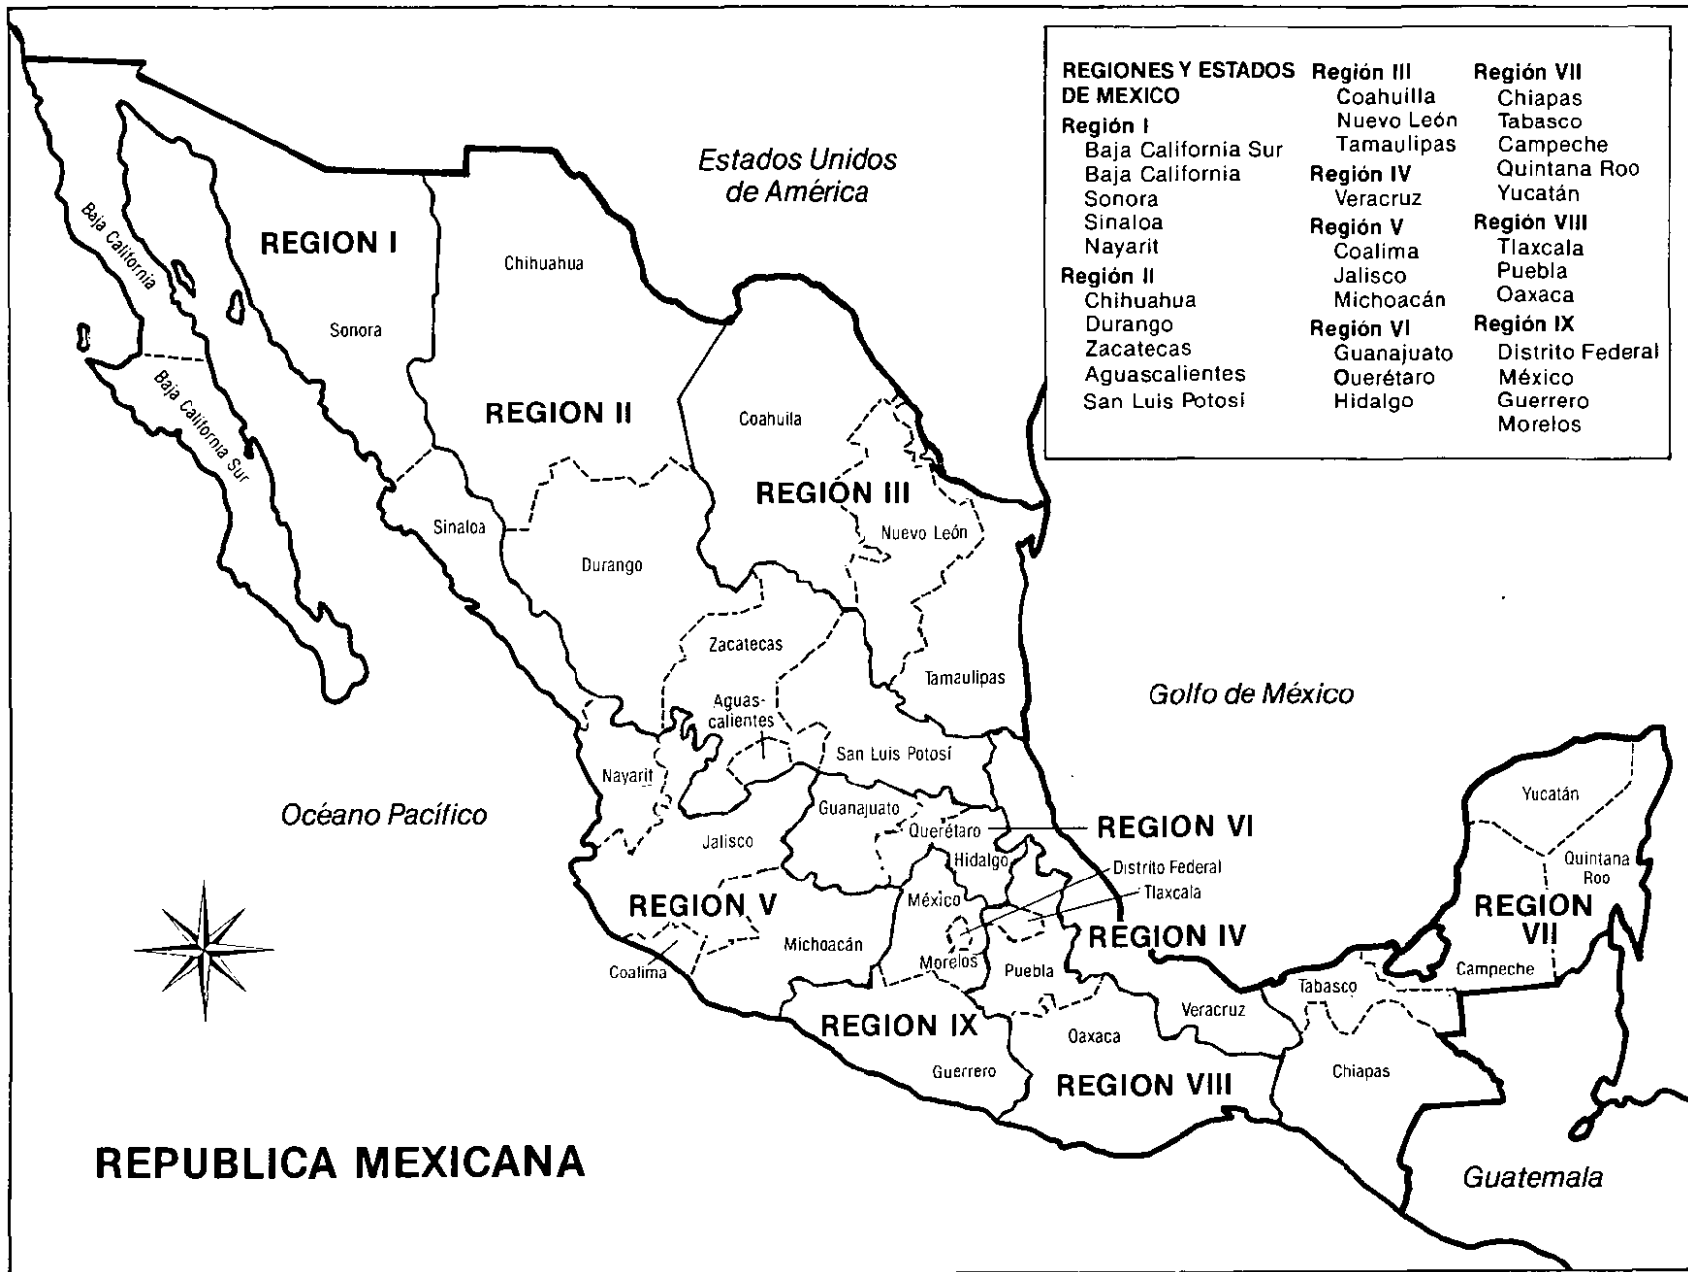 REGIONES Y ESTADOS
DE MEXICO
Región I
Baja California Sur
Baja California
Sonora
Sinaloa
Nayarit
Región II
Chihuahua
Durango
Zacatecas
Aguascalientes
San Luis Potosí
Región III
Coahuilla
Nuevo León
Tamaulipas
Región IV
Veracruz
Región V
Coalima
Jalisco
Michoacán
Región VI
Guanajuato
Ouerétaro
Hidalgo
Región VII
Chiapas
Tabasco
Campeche
Quintana Roo
Yucatán
Región VIII
Tlaxcala
Puebla
Oaxaca
Región IX
Distrito Federal
México
Guerrero
Morelos
Estados Unidos
de América
Baja California
REGION I
Chihuahua
Sonora
Baja California Sur
REGION II
Coahuila
REGION III
Sinaloa
Nuevo León
Durango
Zacatecas
Tamaulipas
Golfo de México
Aguas-
calientes
San Luis Potosí
Nayarit
Océano Pacífico
Guanajuato
Jalisco
Querétaro
REGION VI
Hidalgo
Distrito Federal
Tlaxcala
México
REGION V
REGION IV
Michoacán
Morelos
Coalima
Puebla
Yucatán
Quintana
Roo
REGION
VII
Campeche
Tabasco
Veracruz
REGION IX
Oaxaca
Guerrero
REGION VIII
Chiapas
REPUBLICA MEXICANA
Guatemala